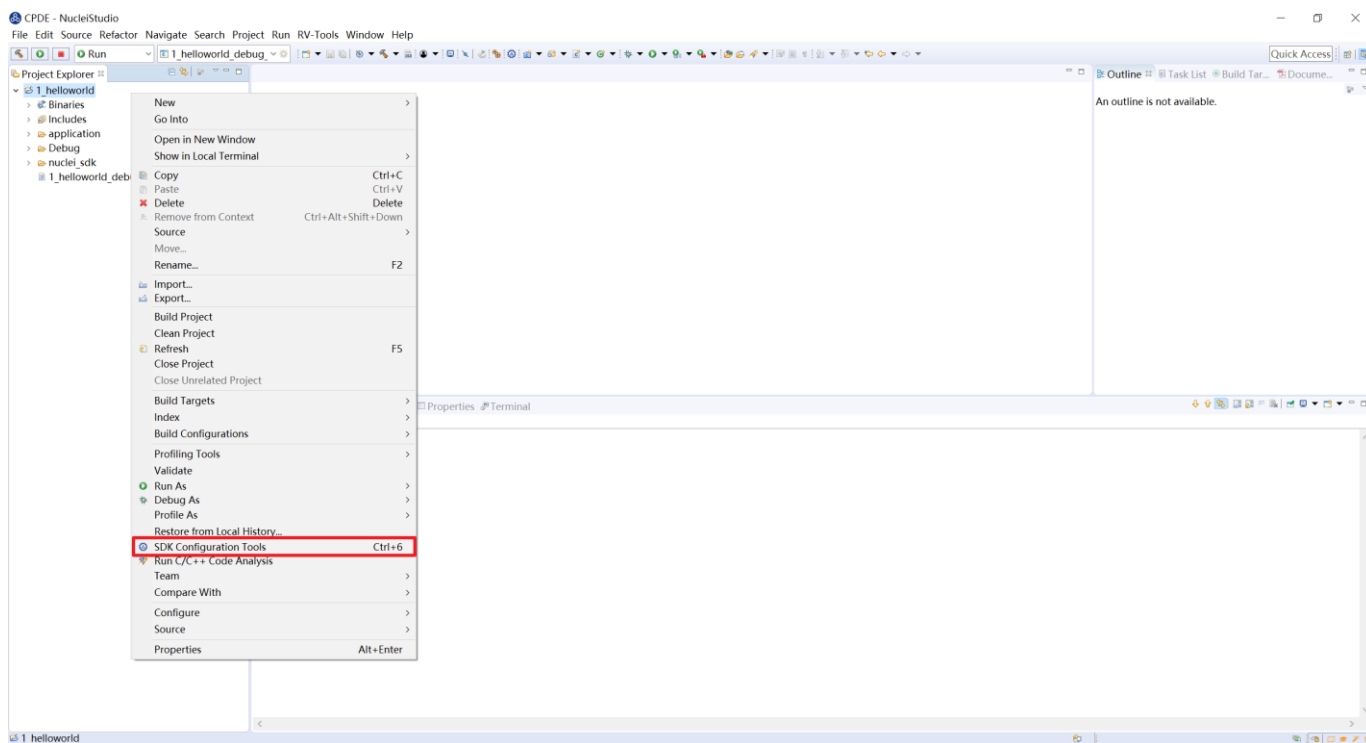 CPDE - NucleiStudio
File Edit Source Refactor Navigate Search Project Run RV-Tools Window Help
Run
1_helloworld_debug_
Quick Access
Project Explorer
1_helloworld
Binaries
Includes
application
Debug
nuclei_sdk
1_helloworld_deb
New
Go Into
Open in New Window
Show in Local Terminal
Copy Ctrl+C
Paste Ctrl+V
Delete Delete
Remove from Context Ctrl+Alt+Shift+Down
Source
Move...
Rename... F2
Import...
Export...
Build Project
Clean Project
Refresh F5
Close Project
Close Unrelated Project
Build Targets
Index
Build Configurations
Profiling Tools
Validate
Run As
Debug As
Profile As
Restore from Local History...
SDK Configuration Tools Ctrl+6
Run C/C++ Code Analysis
Team
Compare With
Configure
Source
Properties Alt+Enter
Outline Task List Build Tar... Docume...
An outline is not available.
Properties Terminal
1_helloworld